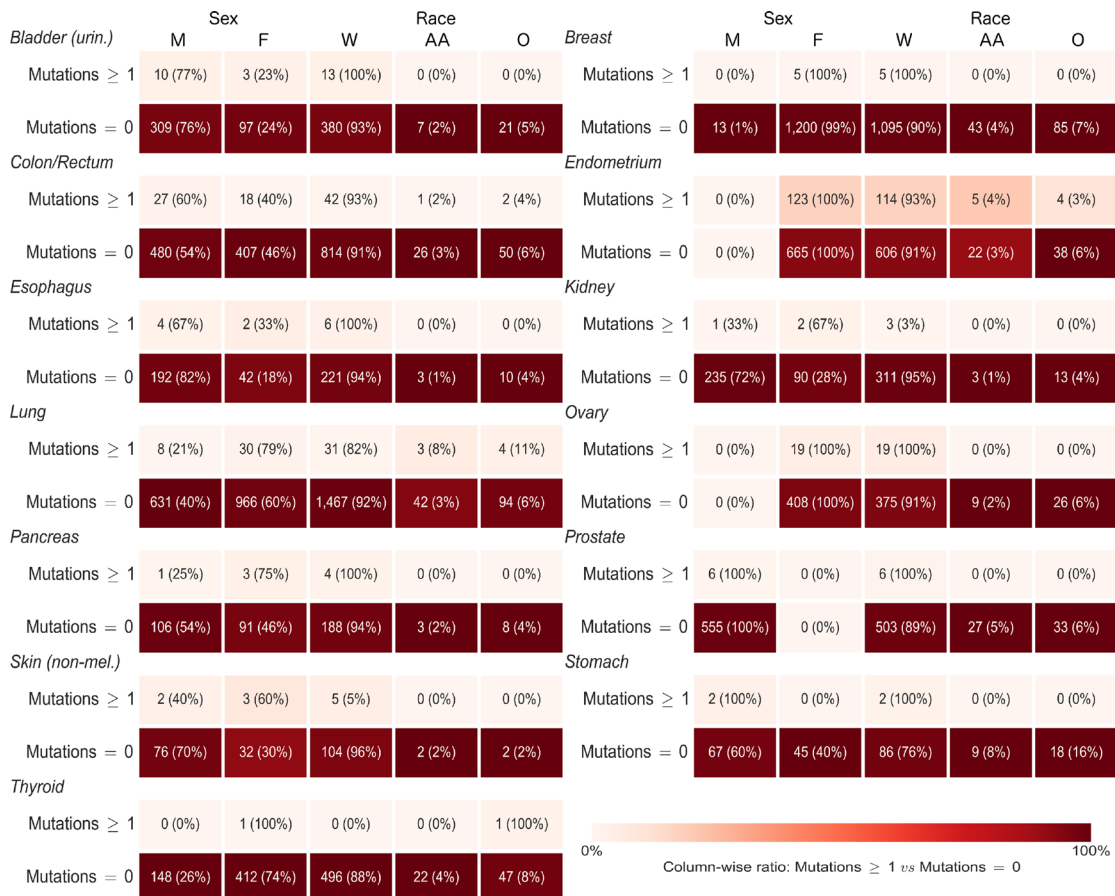 Sex Race Sex Race
Bladder (urin.) M F W AA O Breast M F W AA O
Mutations ≥ 1 10 (77%) 3 (23%) 13 (100%) 0 (0%) 0 (0%) Mutations ≥ 1 0 (0%) 5 (100%) 5 (100%) 0 (0%) 0 (0%)
Mutations = 0 309 (76%) 97 (24%) 380 (93%) 7 (2%) 21 (5%) Mutations = 0 13 (1%) 1,200 (99%) 1,095 (90%) 43 (4%) 85 (7%)
Colon/Rectum Endometrium
Mutations ≥ 1 27 (60%) 18 (40%) 42 (93%) 1 (2%) 2 (4%) Mutations ≥ 1 0 (0%) 123 (100%) 114 (93%) 5 (4%) 4 (3%)
Mutations = 0 480 (54%) 407 (46%) 814 (91%) 26 (3%) 50 (6%) Mutations = 0 0 (0%) 665 (100%) 606 (91%) 22 (3%) 38 (6%)
Esophagus Kidney
Mutations ≥ 1 4 (67%) 2 (33%) 6 (100%) 0 (0%) 0 (0%) Mutations ≥ 1 1 (33%) 2 (67%) 3 (3%) 0 (0%) 0 (0%)
Mutations = 0 192 (82%) 42 (18%) 221 (94%) 3 (1%) 10 (4%) Mutations = 0 235 (72%) 90 (28%) 311 (95%) 3 (1%) 13 (4%)
Lung Ovary
Mutations ≥ 1 8 (21%) 30 (79%) 31 (82%) 3 (8%) 4 (11%) Mutations ≥ 1 0 (0%) 19 (100%) 19 (100%) 0 (0%) 0 (0%)
Mutations = 0 631 (40%) 966 (60%) 1,467 (92%) 42 (3%) 94 (6%) Mutations = 0 0 (0%) 408 (100%) 375 (91%) 9 (2%) 26 (6%)
Pancreas Prostate
Mutations ≥ 1 1 (25%) 3 (75%) 4 (100%) 0 (0%) 0 (0%) Mutations ≥ 1 6 (100%) 0 (0%) 6 (100%) 0 (0%) 0 (0%)
Mutations = 0 106 (54%) 91 (46%) 188 (94%) 3 (2%) 8 (4%) Mutations = 0 555 (100%) 0 (0%) 503 (89%) 27 (5%) 33 (6%)
Skin (non-mel.) Stomach
Mutations ≥ 1 2 (40%) 3 (60%) 5 (5%) 0 (0%) 0 (0%) Mutations ≥ 1 2 (100%) 0 (0%) 2 (100%) 0 (0%) 0 (0%)
Mutations = 0 76 (70%) 32 (30%) 104 (96%) 2 (2%) 2 (2%) Mutations = 0 67 (60%) 45 (40%) 86 (76%) 9 (8%) 18 (16%)
Thyroid
Mutations ≥ 1 0 (0%) 1 (100%) 0 (0%) 0 (0%) 1 (100%)
Mutations = 0 148 (26%) 412 (74%) 496 (88%) 22 (4%) 47 (8%)
0% 100%
Column-wise ratio: Mutations ≥ 1 vs Mutations = 0